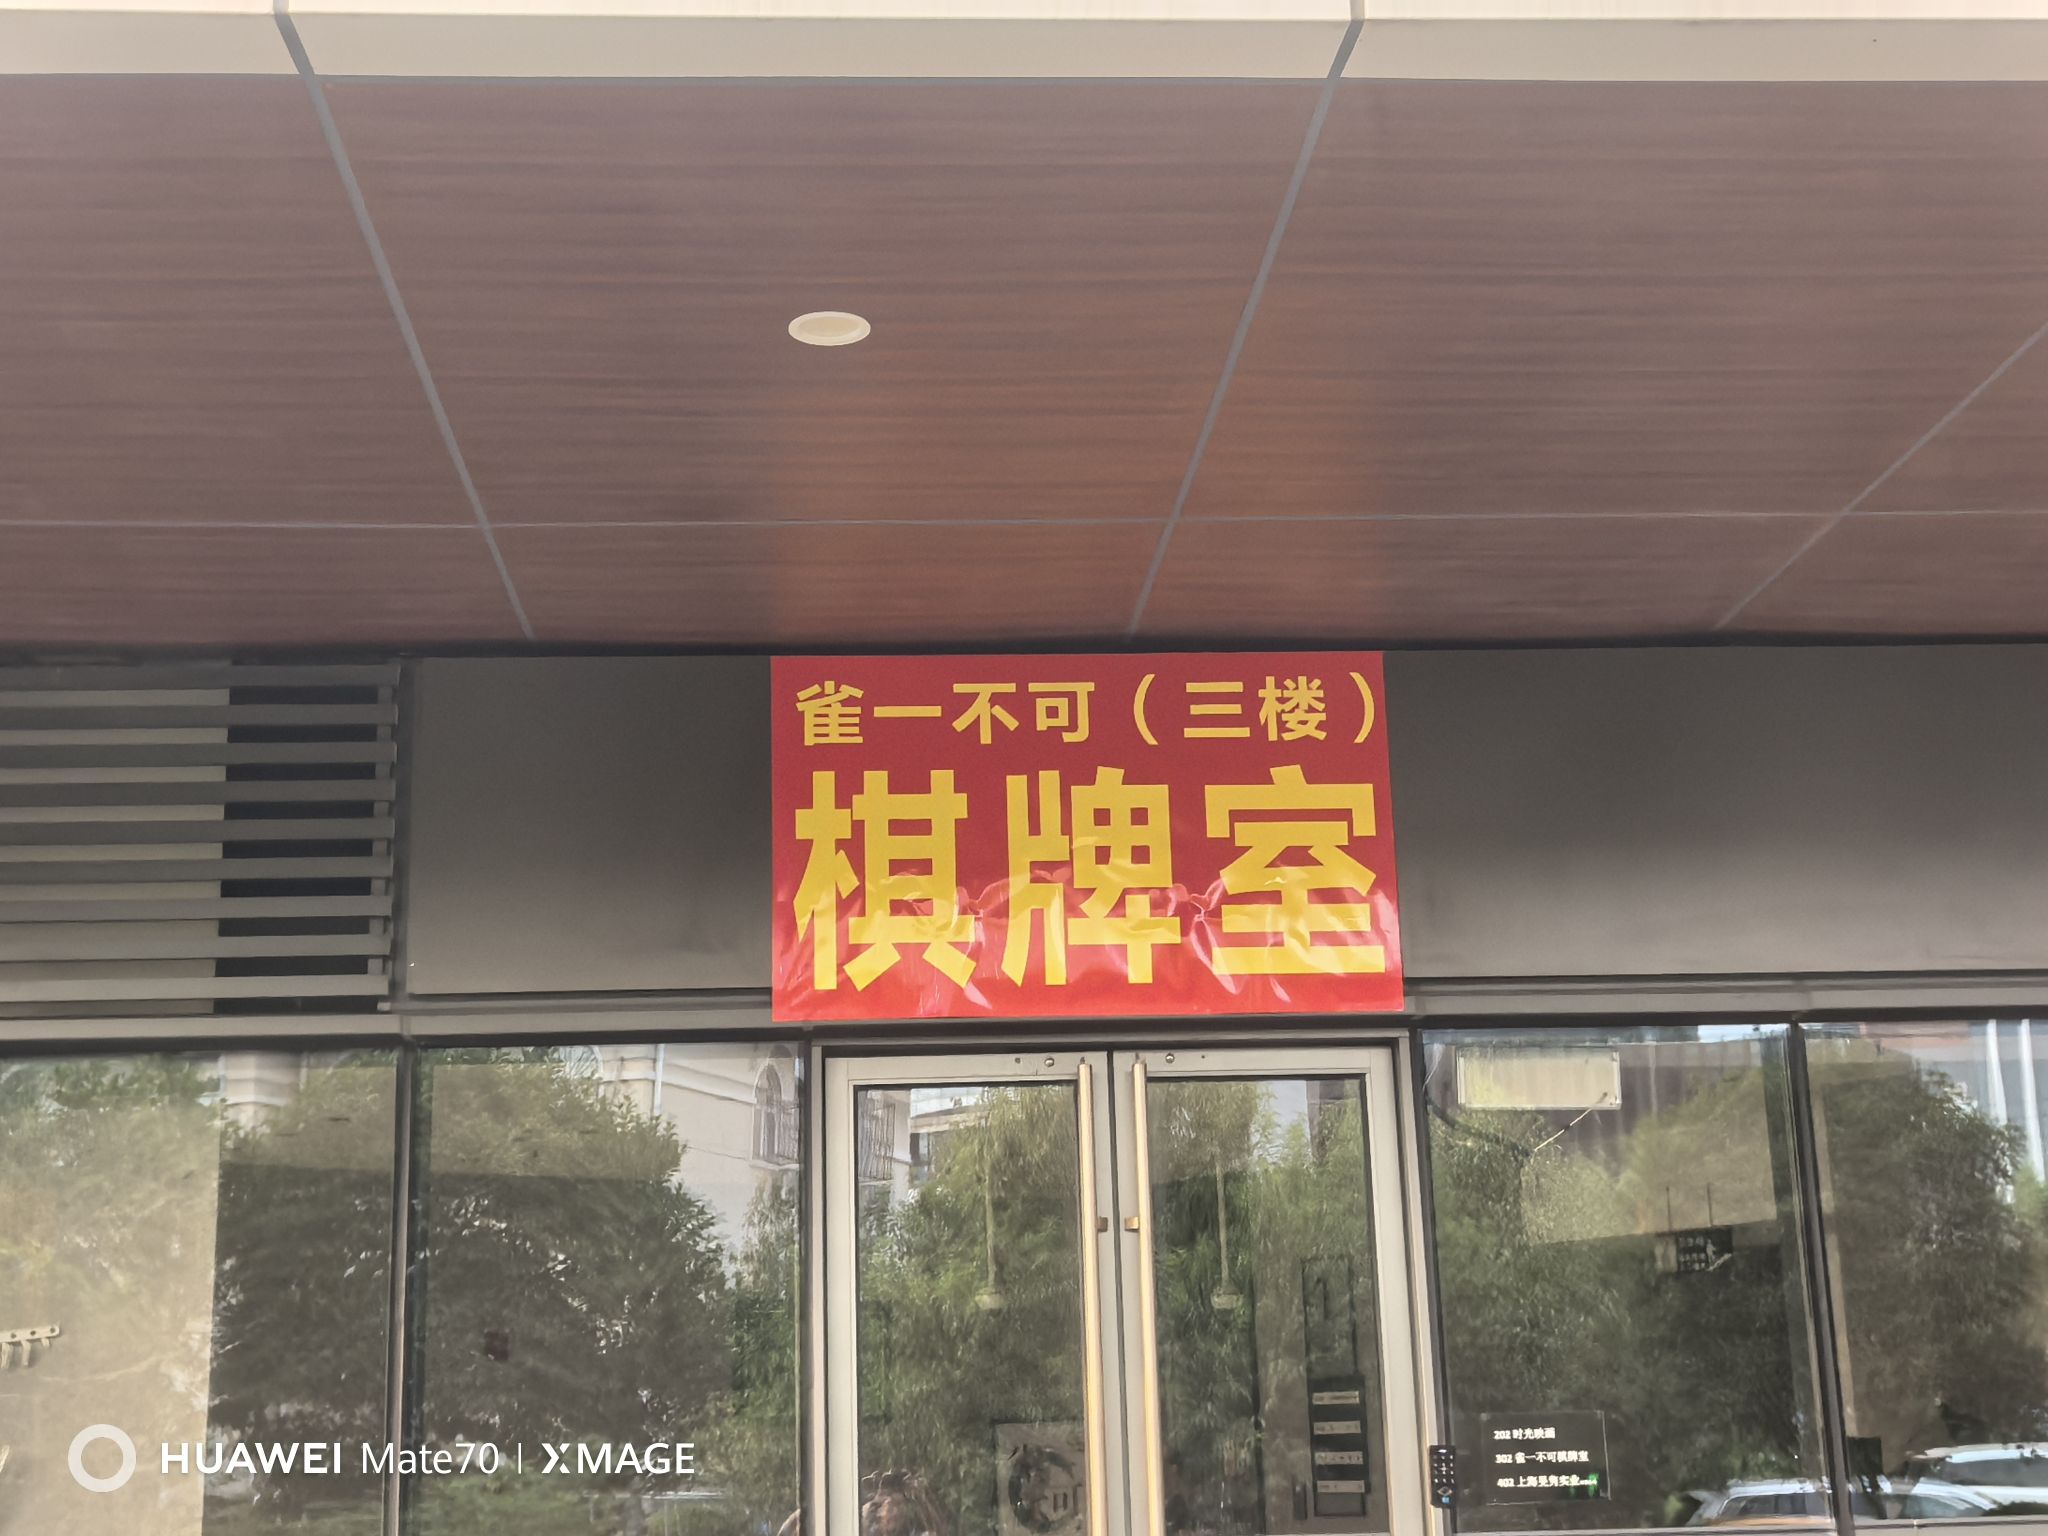 雀一不可（三楼）
棋牌室
202 时光映画
302 雀一不可棋牌室
HUAWEI Mate70 | XMAGE